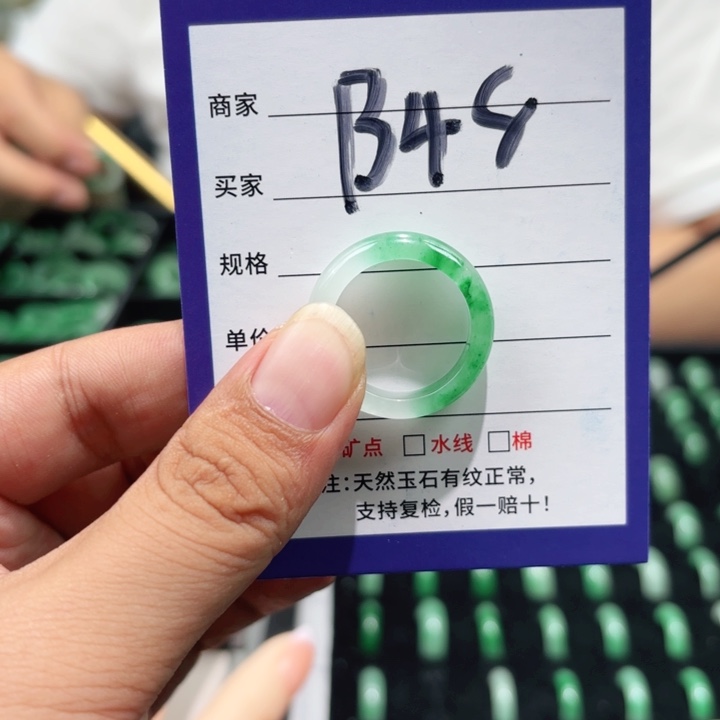 商家 B4S
买家
规格
单价
矿点 □水线 □棉
注:天然玉石有纹正常,
支持复检,假一赔十!